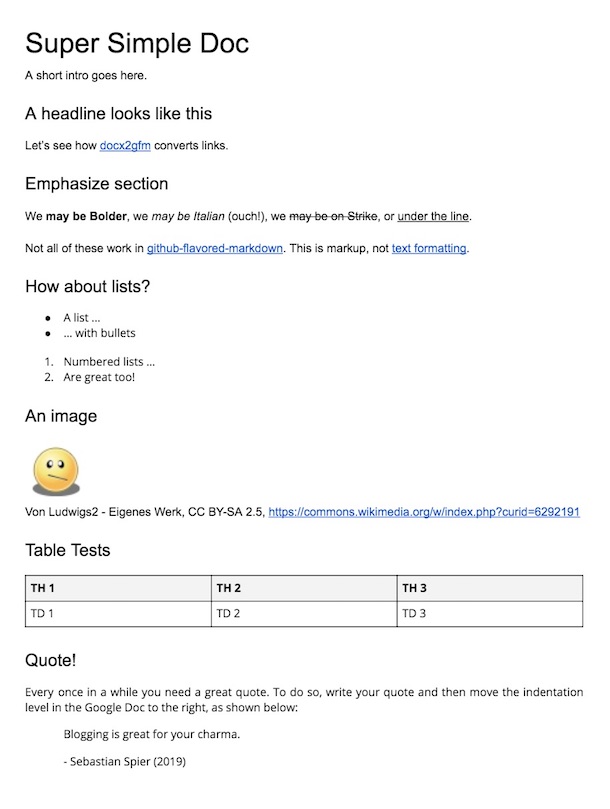 Super Simple Doc
A short intro goes here.
A headline looks like this
Let's see how docx2gfm converts links.
Emphasize section
We may be Bolder, we may be Italian (ouch!), we may be on Strike, or under the line.
Not all of these work in github-flavored-markdown. This is markup, not text formatting.
How about lists?
● A list ...
● ... with bullets
1. Numbered lists ...
2. Are great too!
An image
Von Ludwigs2 - Eigenes Werk, CC BY-SA 2.5, https://commons.wikimedia.org/w/index.php?curid=6292191
Table Tests
TH 1 TH 2 TH 3
TD 1 TD 2 TD 3
Quote!
Every once in a while you need a great quote. To do so, write your quote and then move the indentation
level in the Google Doc to the right, as shown below:
Blogging is great for your charma.
- Sebastian Spier (2019)